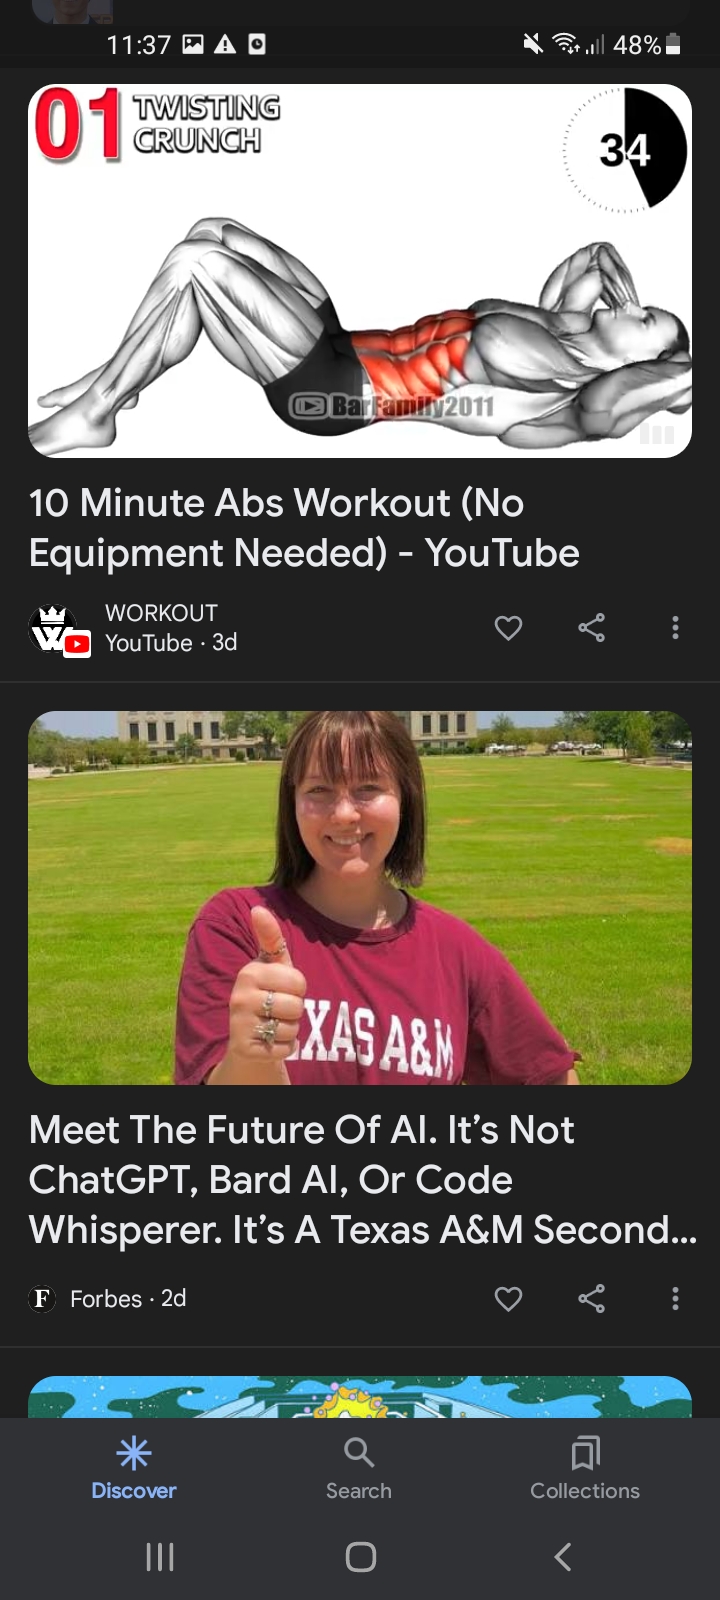 11:37
48%
01 TWISTING
CRUNCH
34
BarFamily2011
10 Minute Abs Workout (No
Equipment Needed) - YouTube
WORKOUT
YouTube · 3d
EXAS A&M
Meet The Future Of AI. It’s Not
ChatGPT, Bard AI, Or Code
Whisperer. It’s A Texas A&M Second...
F Forbes · 2d
Discover
Search
Collections